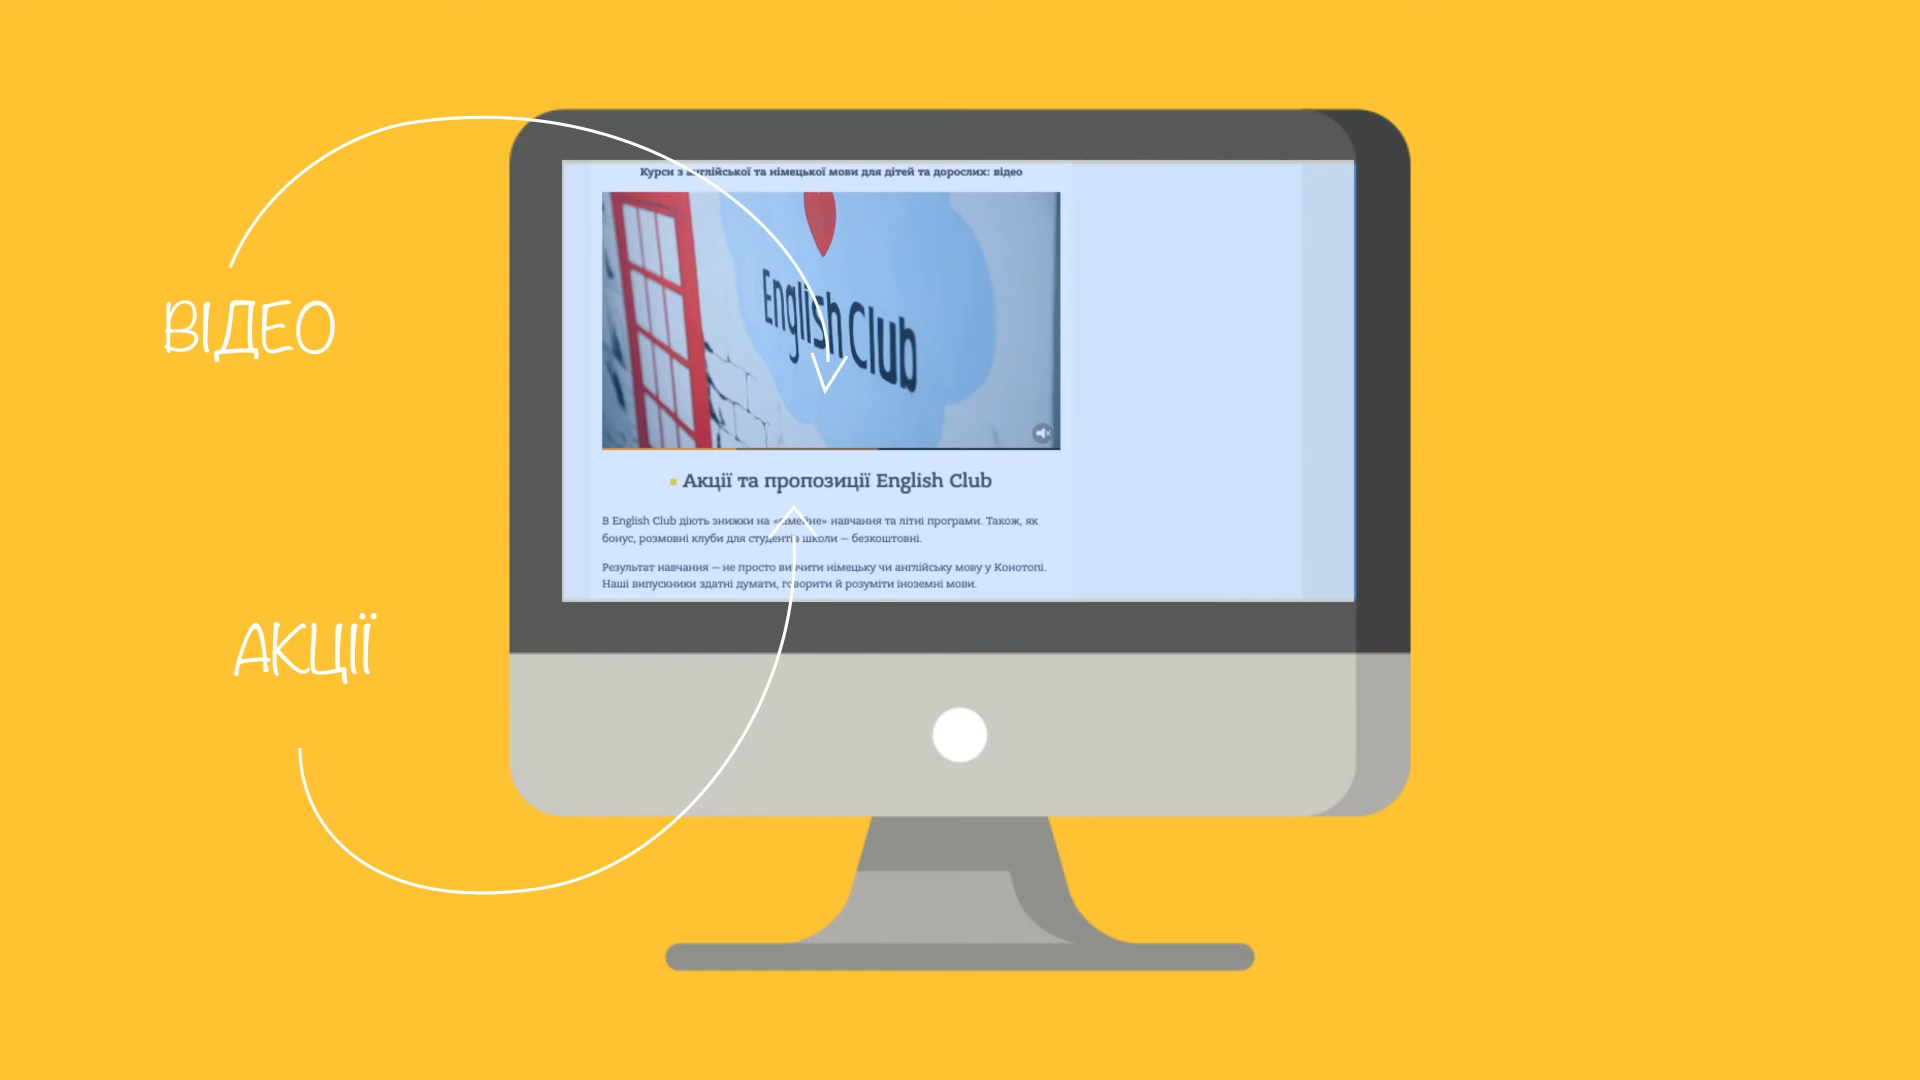 ВІДЕО
АКЦІЇ
Курси з англійської та німецької мови для дітей та дорослих: відео
English Club
Акції та пропозиції English Club
В English Club діють знижки на «сімейне» навчання та літні програми. Також, як
бонус, розмовні клуби для студентів школи — безкоштовні.
Результат навчання — не просто вивчити німецьку чи англійську мову у Конотопі.
Наші випускники здатні думати, говорити й розуміти іноземні мови.